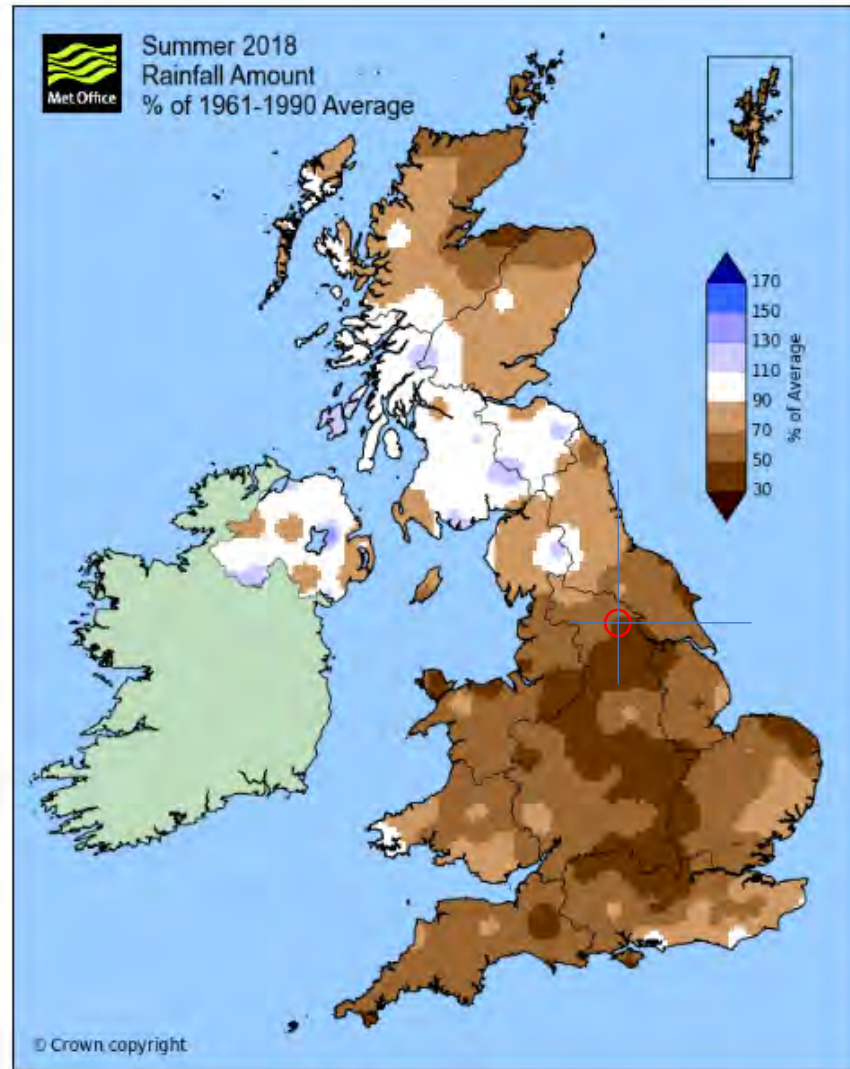 Met Office
Summer 2018
Rainfall Amount
% of 1961-1990 Average
170
150
130
110
90
70
50
30
% of Average
© Crown copyright